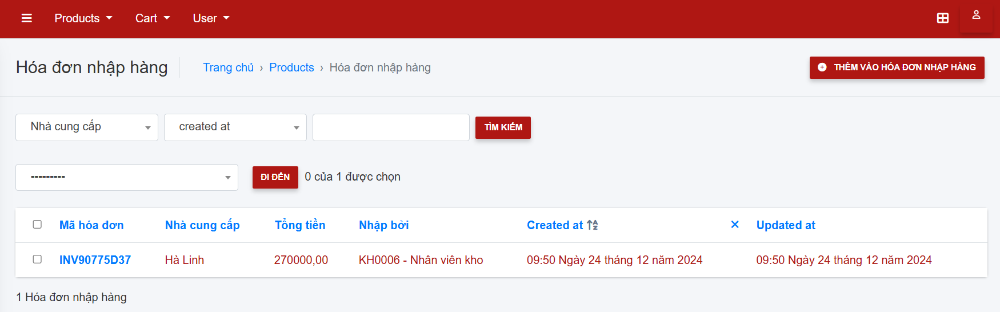 Products Cart User
Hóa đơn nhập hàng Trang chủ › Products › Hóa đơn nhập hàng THÊM VÀO HÓA ĐƠN NHẬP HÀNG
Nhà cung cấp created at TÌM KIẾM
--------- ĐI ĐẾN 0 của 1 được chọn
Mã hóa đơn Nhà cung cấp Tổng tiền Nhập bởi Created at Updated at
INV90775D37 Hà Linh 270000,00 KH0006 - Nhân viên kho 09:50 Ngày 24 tháng 12 năm 2024 09:50 Ngày 24 tháng 12 năm 2024
1 Hóa đơn nhập hàng